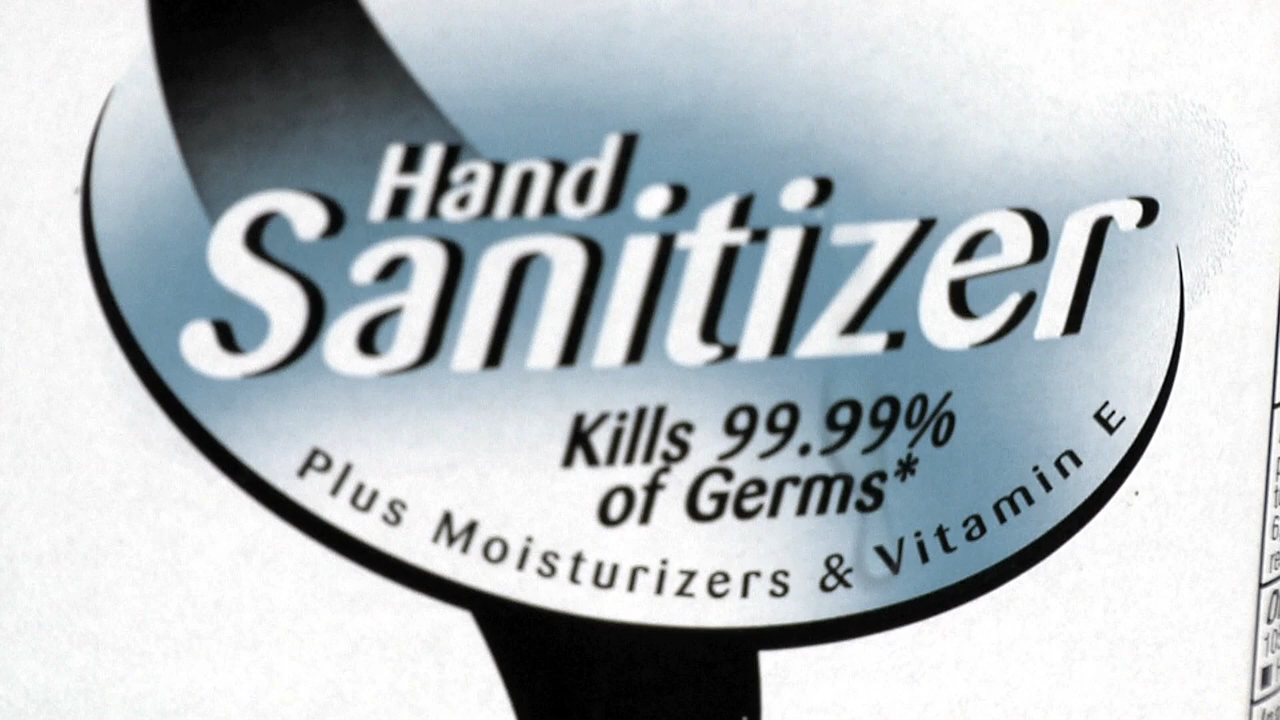 Hand
Sanitizer
Kills 99.99%
of Germs*
Plus Moisturizers & Vitamin E